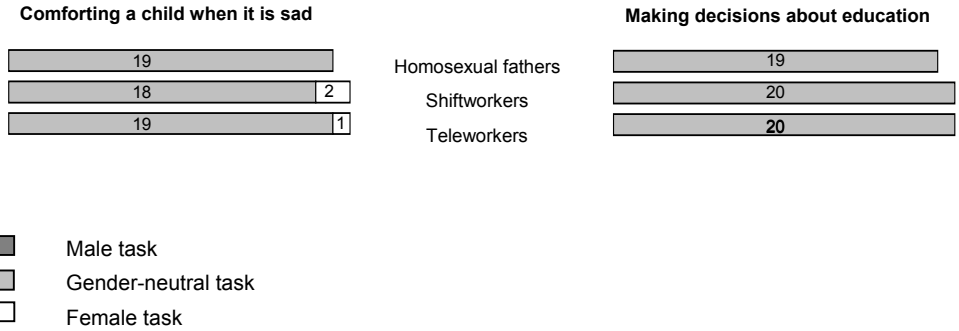 Comforting a child when it is sad
Making decisions about education
19
Homosexual fathers
19
18 2
Shiftworkers
20
19 1
Teleworkers
20
Male task
Gender-neutral task
Female task